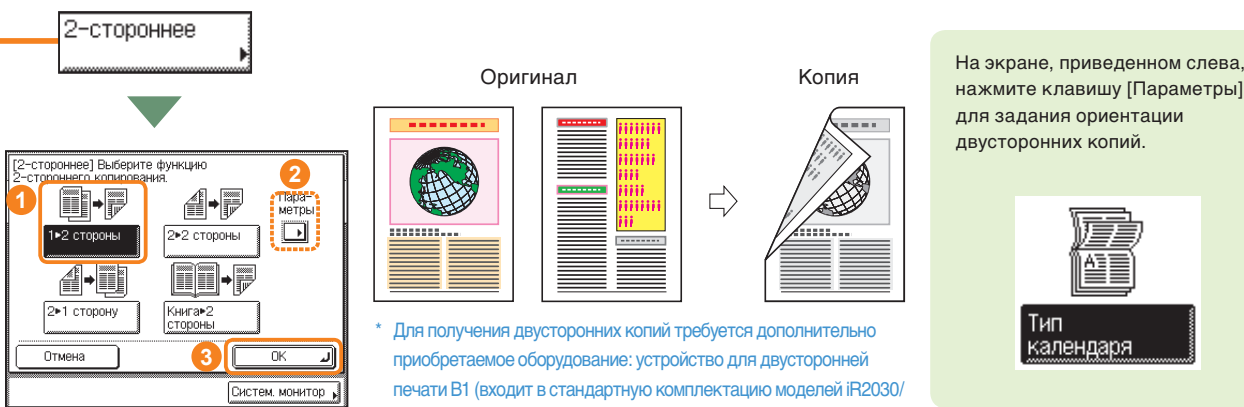 2-стороннее
[2-стороннее] Выберите функцию
2-стороннего копирования.
1
2
Пара-
метры
1▶2 стороны
2▶2 стороны
2▶1 сторону
Книга▶2
стороны
Отмена
3
OK
Систем. монитор
Оригинал
Копия
* Для получения двусторонних копий требуется дополнительно
приобретаемое оборудование: устройство для двусторонней
печати B1 (входит в стандартную комплектацию моделей iR2030/
На экране, приведенном слева,
нажмите клавишу [Параметры]
для задания ориентации
двусторонних копий.
A
Тип
календаря